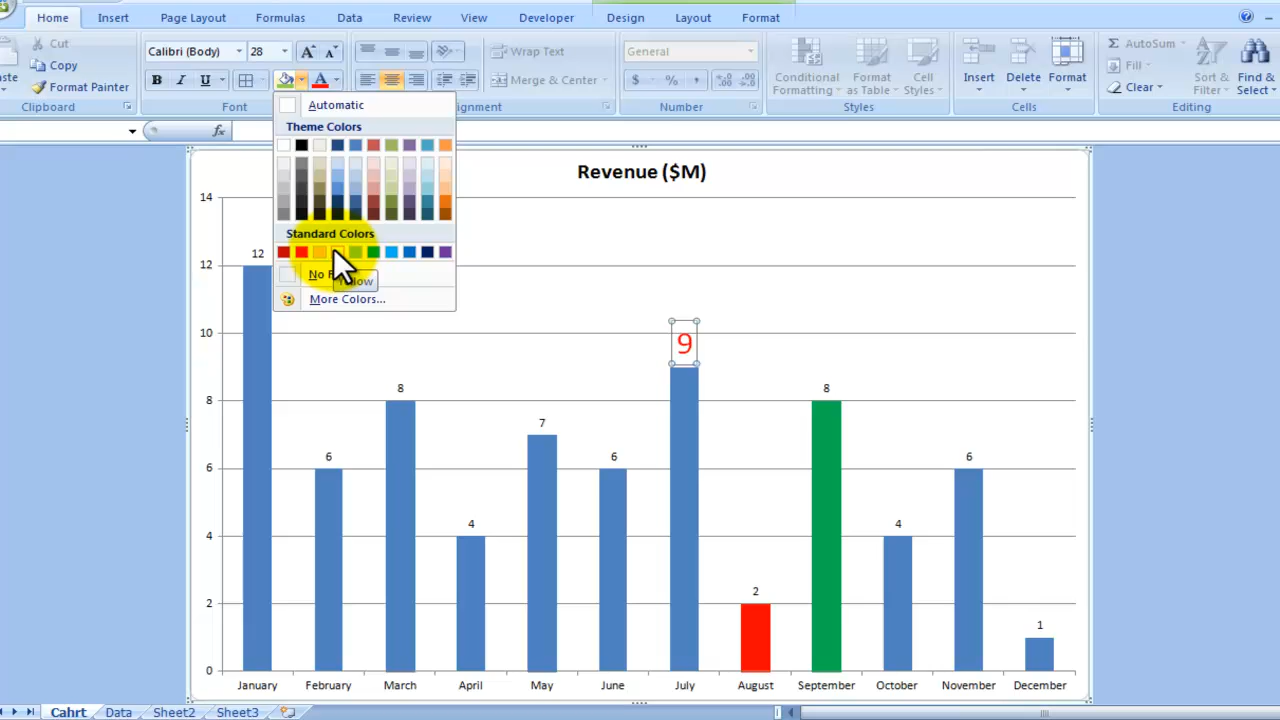 Home Insert Page Layout Formulas Data Review View Developer Design Layout Format
Cut
Calibri (Body) 28
Wrap Text
General
Copy
Format Painter
B I U
Merge & Center
$ % ,
Conditional Formatting
Format as Table
Cell Styles
Insert Delete Format
Σ AutoSum
Fill
Clear
Sort &
Find & Select
Clipboard Font Number Styles Cells Editing
fx
Automatic
Theme Colors
Standard Colors
More Colors...
Yellow
Revenue ($M)
14
12
10
8
6
4
2
0
12
6
8
4
7
6
9
2
8
4
6
1
January February March April May June July August September October November December
Cahrt Data Sheet2 Sheet3